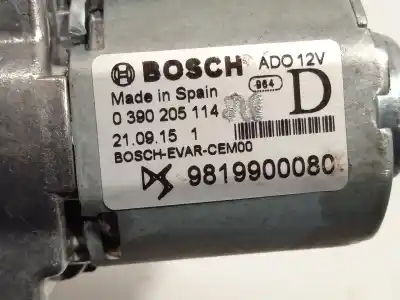 BOSCH ADO 12V
Made in Spain 964 D
0 390 205 114
21.09.15 1
BOSCH-EVAR-CEM00
9819900080